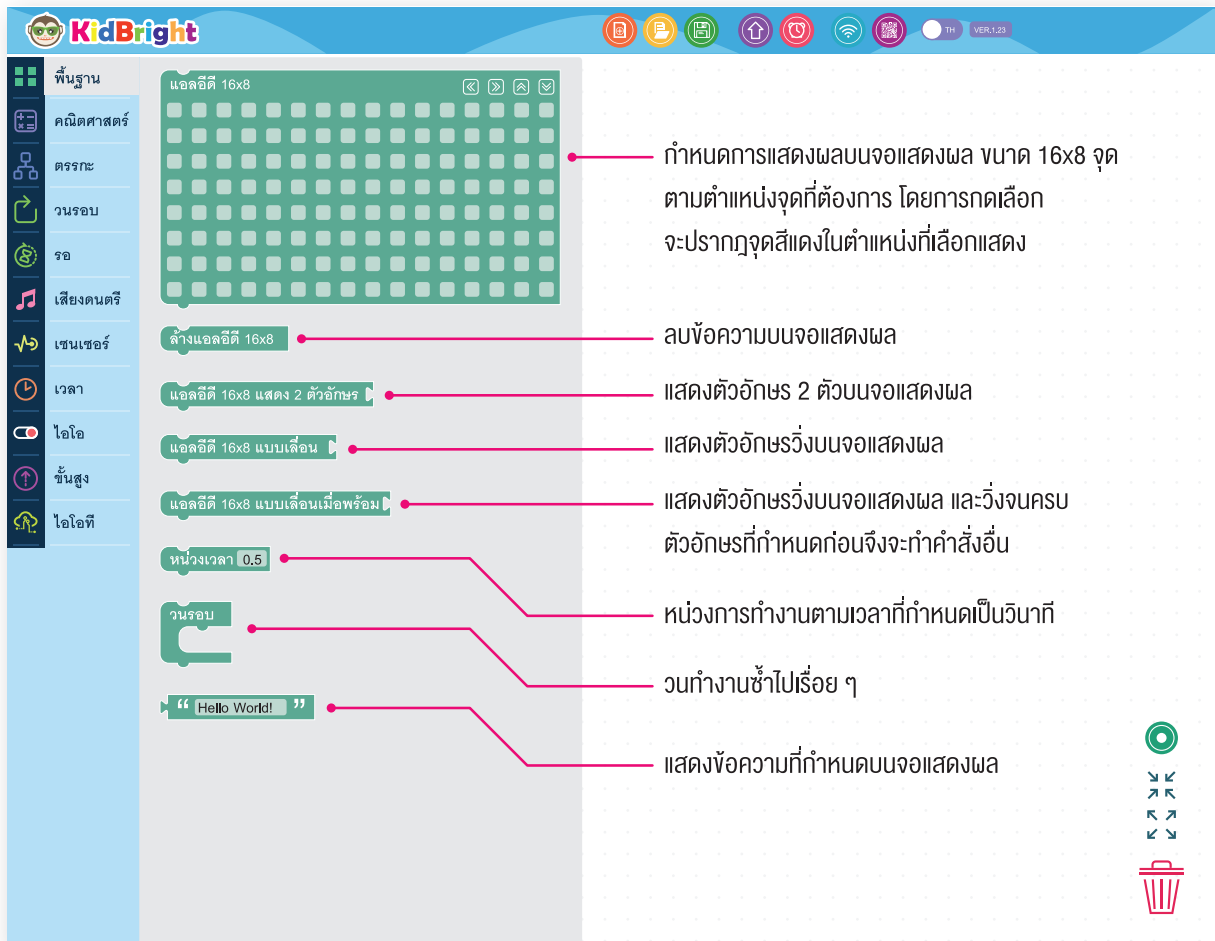 KidBright
TH
VER.1,23
พื้นฐาน
คณิตศาสตร์
ตรรกะ
วนรอบ
รอ
เสียงดนตรี
เซนเซอร์
เวลา
ไอโอ
ขั้นสูง
ไอโอที
แอลอีดี 16x8
กำหนดการแสดงผลบนจอแสดงผล ขนาด 16x8 จุด
ตามตำแหน่งจุดที่ต้องการ โดยการกดเลือก
จะปรากฎจุดสีแดงในตำแหน่งที่เลือกแสดง
ล้างแอลอีดี 16x8
ลบข้อความบนจอแสดงผล
แอลอีดี 16x8 แสดง 2 ตัวอักษร
แสดงตัวอักษร 2 ตัวบนจอแสดงผล
แอลอีดี 16x8 แบบเลื่อน
แสดงตัวอักษรวิ่งบนจอแสดงผล
แอลอีดี 16x8 แบบเลื่อนเมื่อพร้อม
แสดงตัวอักษรวิ่งบนจอแสดงผล และวิ่งจนครบ
ตัวอักษรที่กำหนดก่อนจึงจะทำคำสั่งอื่น
หน่วงเวลา 0.5
หน่วงการทำงานตามเวลาที่กำหนดเป็นวินาที
วนรอบ
วนทำงานซ้ำไปเรื่อย ๆ
“ Hello World! ”
แสดงข้อความที่กำหนดบนจอแสดงผล